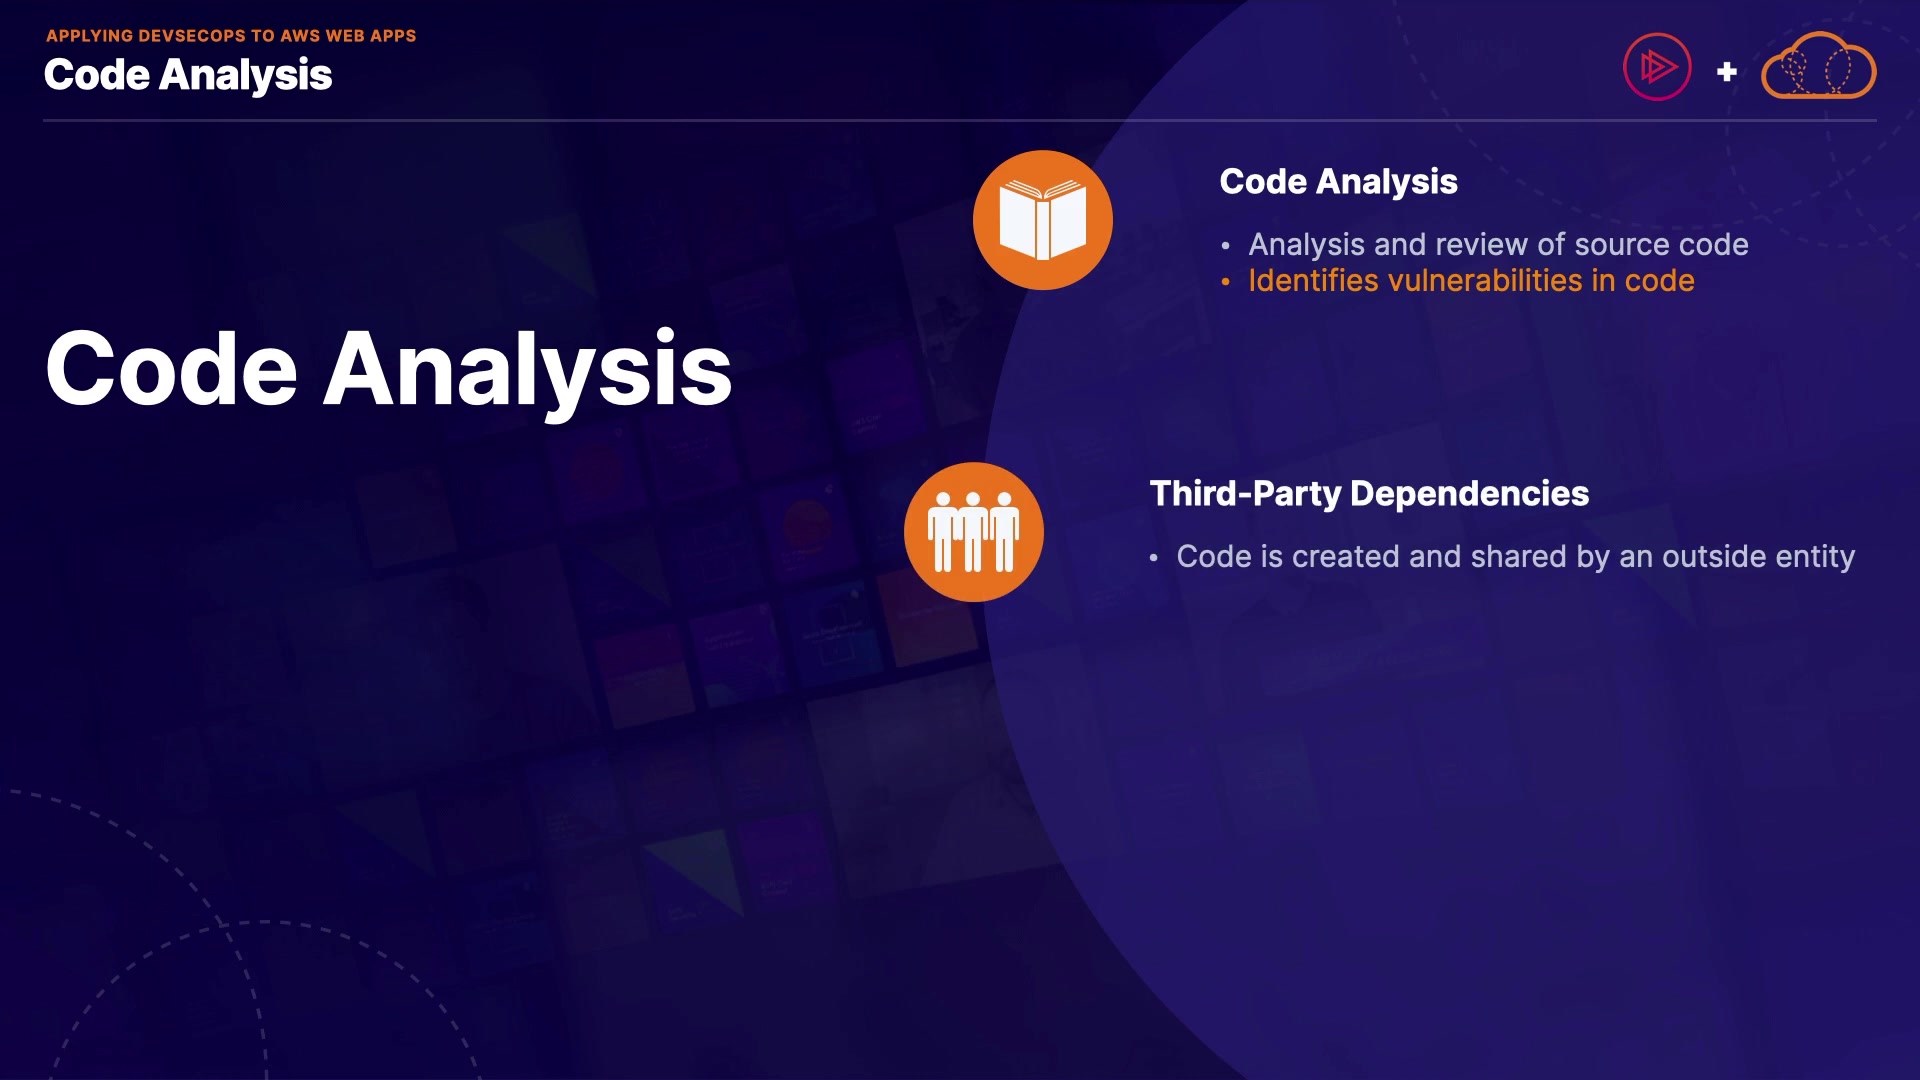 APPLYING DEVSECOPS TO AWS WEB APPS
Code Analysis
Code Analysis
Code Analysis
• Analysis and review of source code
• Identifies vulnerabilities in code
Third-Party Dependencies
• Code is created and shared by an outside entity